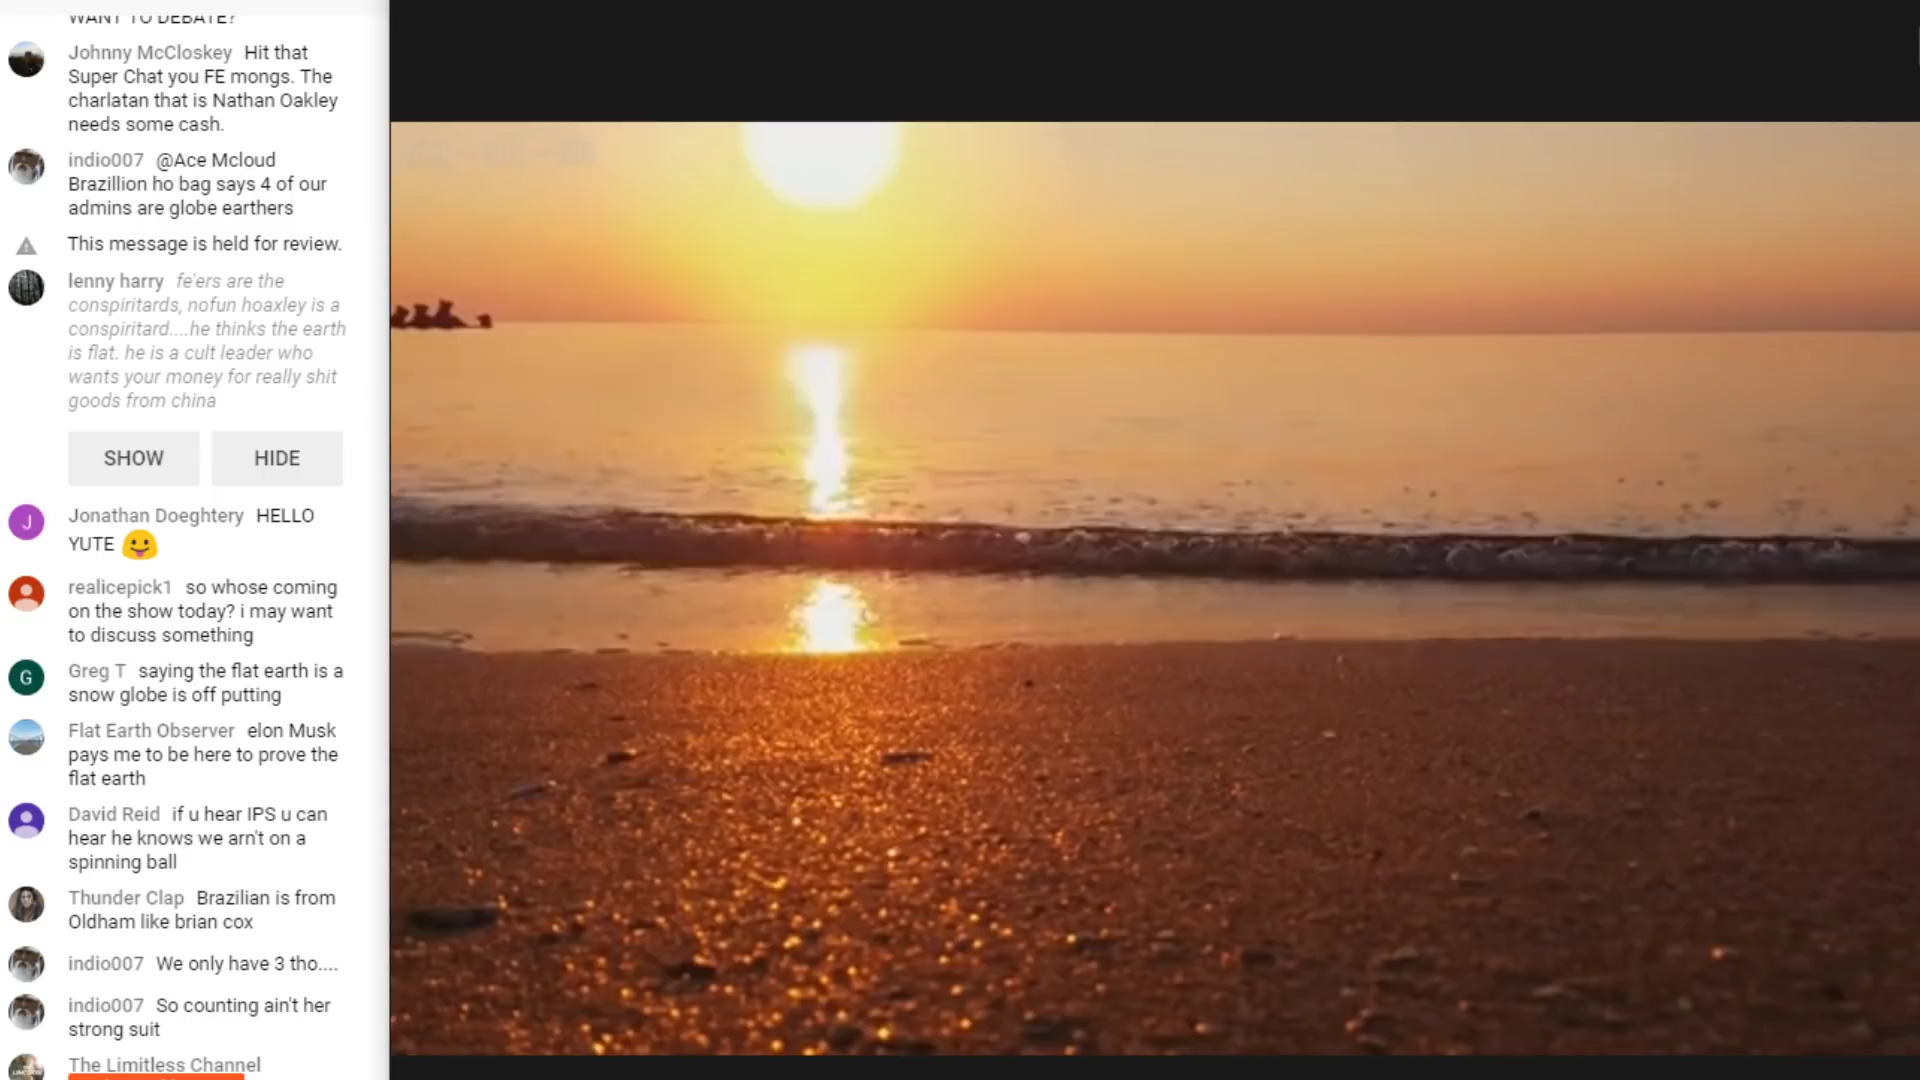 WANT TO DEBATE?
Johnny McCloskey Hit that
Super Chat you FE mongs. The
charlatan that is Nathan Oakley
needs some cash.
indio007 @Ace Mcloud
Brazillion ho bag says 4 of our
admins are globe earthers
This message is held for review.
lenny harry fe'ers are the
conspiritards, nofun hoaxley is a
conspiritard....he thinks the earth
is flat. he is a cult leader who
wants your money for really shit
goods from china
SHOW HIDE
J
Jonathan Doeghtery HELLO
YUTE
realicepick1 so whose coming
on the show today? i may want
to discuss something
G
Greg T saying the flat earth is a
snow globe is off putting
Flat Earth Observer elon Musk
pays me to be here to prove the
flat earth
David Reid if u hear IPS u can
hear he knows we arn't on a
spinning ball
Thunder Clap Brazilian is from
Oldham like brian cox
indio007 We only have 3 tho....
indio007 So counting ain't her
strong suit
The Limitless Channel